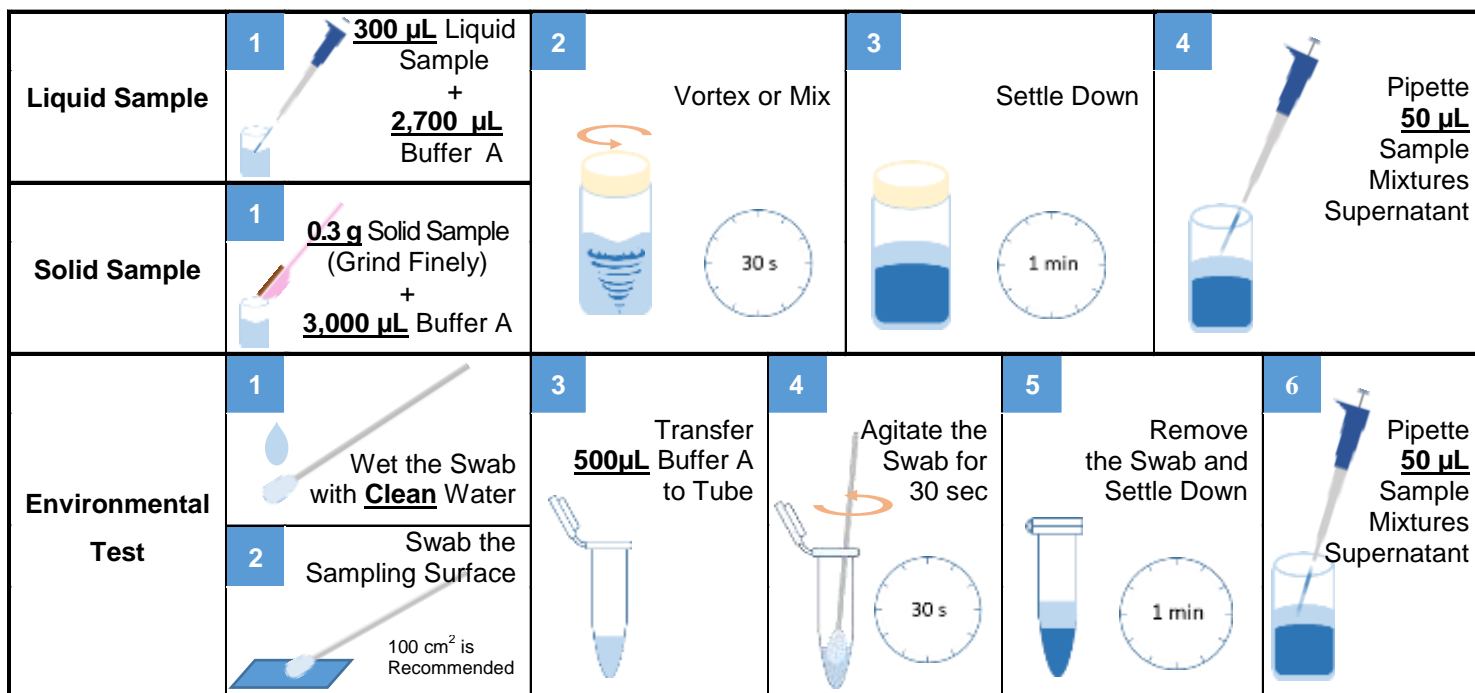 Liquid Sample
1
300 µL Liquid
Sample
+
2,700 µL
Buffer A
2
Vortex or Mix
30 s
3
Settle Down
1 min
4
Pipette
50 µL
Sample
Mixtures
Supernatant
Solid Sample
1
0.3 g Solid Sample
(Grind Finely)
+
3,000 µL Buffer A
Environmental
Test
1
Wet the Swab
with Clean Water
2
Swab the
Sampling Surface
100 cm² is
Recommended
3
Transfer
500µL Buffer A
to Tube
4
Agitate the
Swab for
30 sec
30 s
5
Remove
the Swab and
Settle Down
1 min
6
Pipette
50 µL
Sample
Mixtures
Supernatant